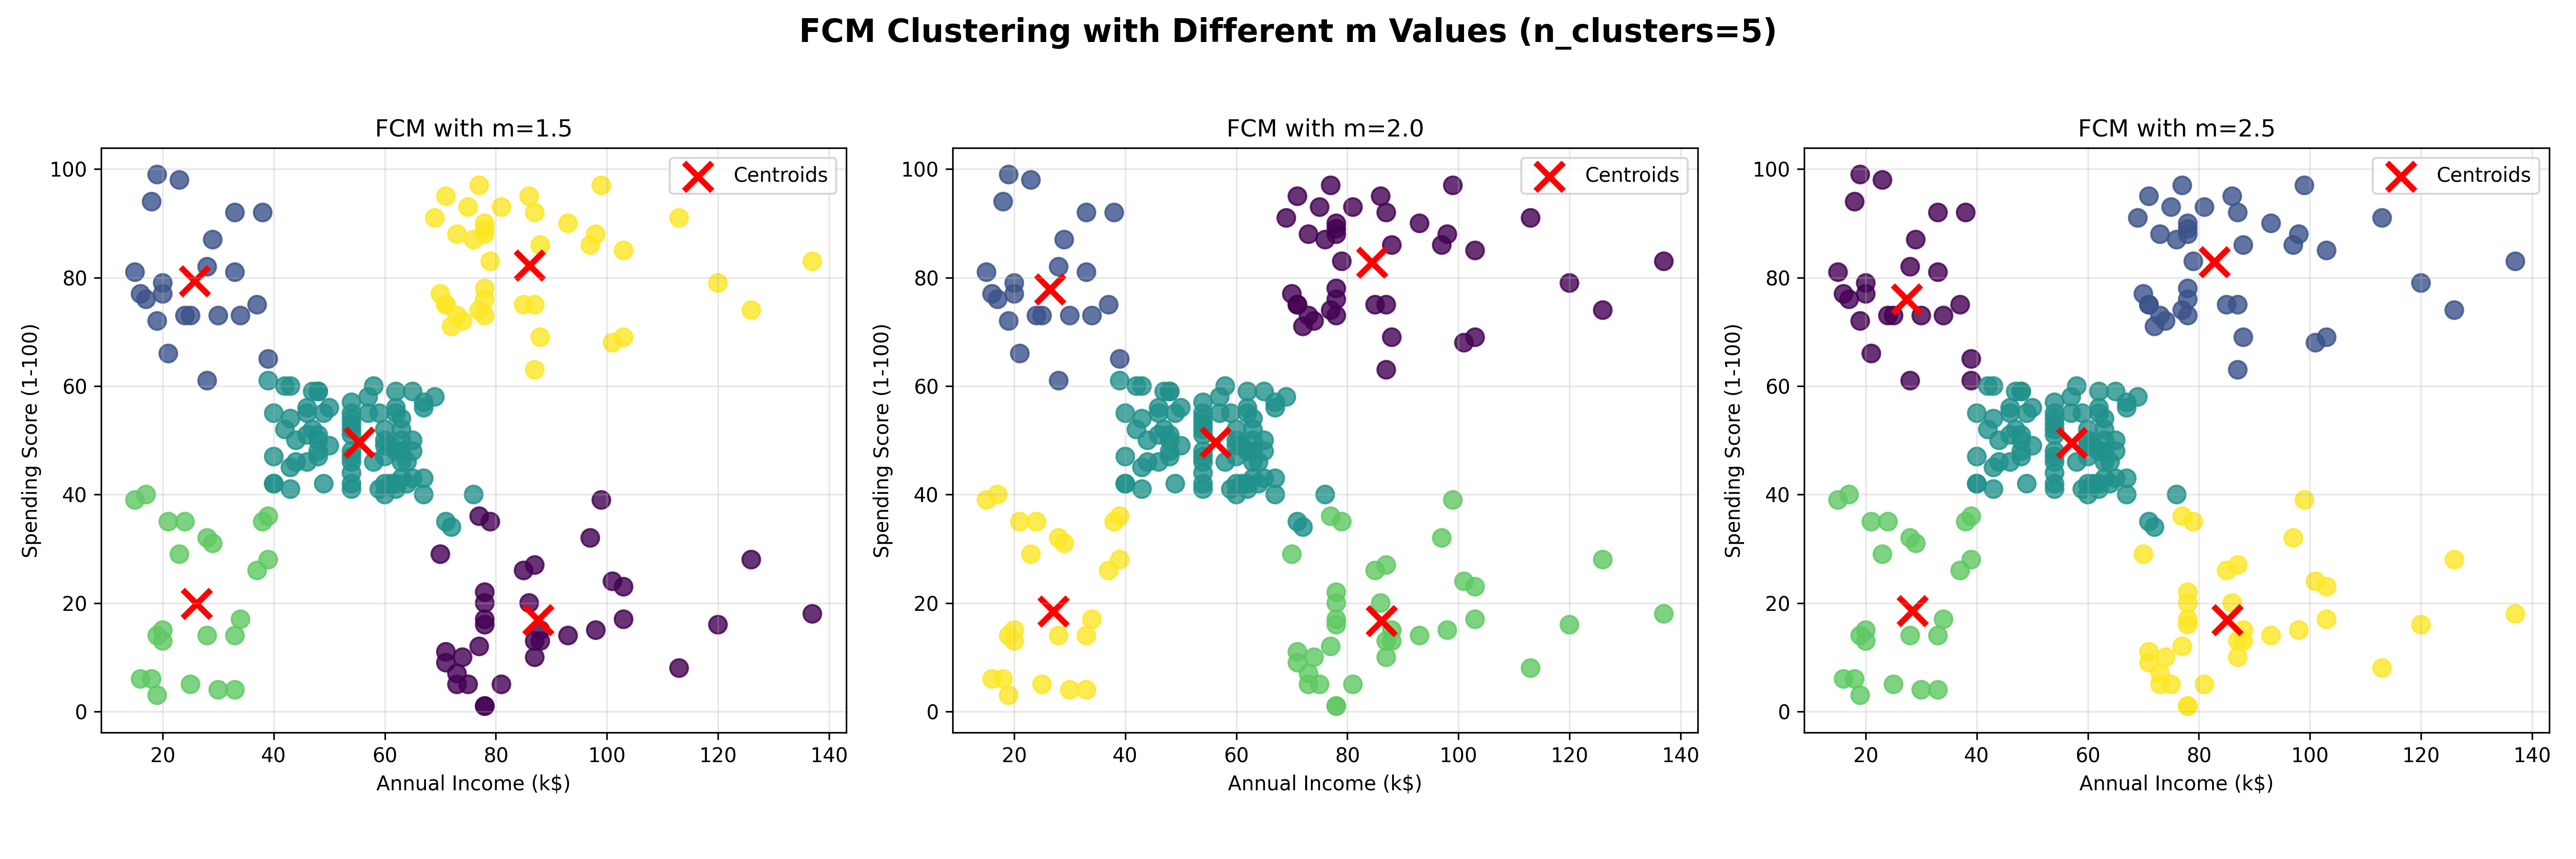 FCM Clustering with Different m Values (n_clusters=5)
FCM with m=1.5
Centroids
Spending Score (1-100)
100
80
60
40
20
0
20 40 60 80 100 120 140
Annual Income (k$)
FCM with m=2.0
Centroids
Spending Score (1-100)
100
80
60
40
20
0
20 40 60 80 100 120 140
Annual Income (k$)
FCM with m=2.5
Centroids
Spending Score (1-100)
100
80
60
40
20
0
20 40 60 80 100 120 140
Annual Income (k$)